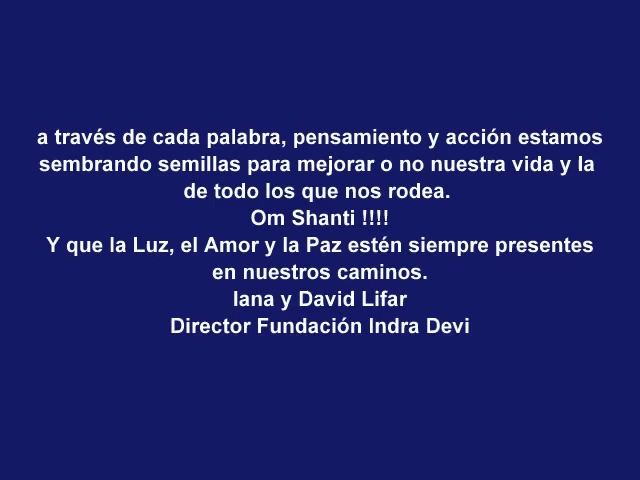 a través de cada palabra, pensamiento y acción estamos
sembrando semillas para mejorar o no nuestra vida y la
de todo los que nos rodea.
Om Shanti !!!!
Y que la Luz, el Amor y la Paz estén siempre presentes
en nuestros caminos.
Iana y David Lifar
Director Fundación Indra Devi